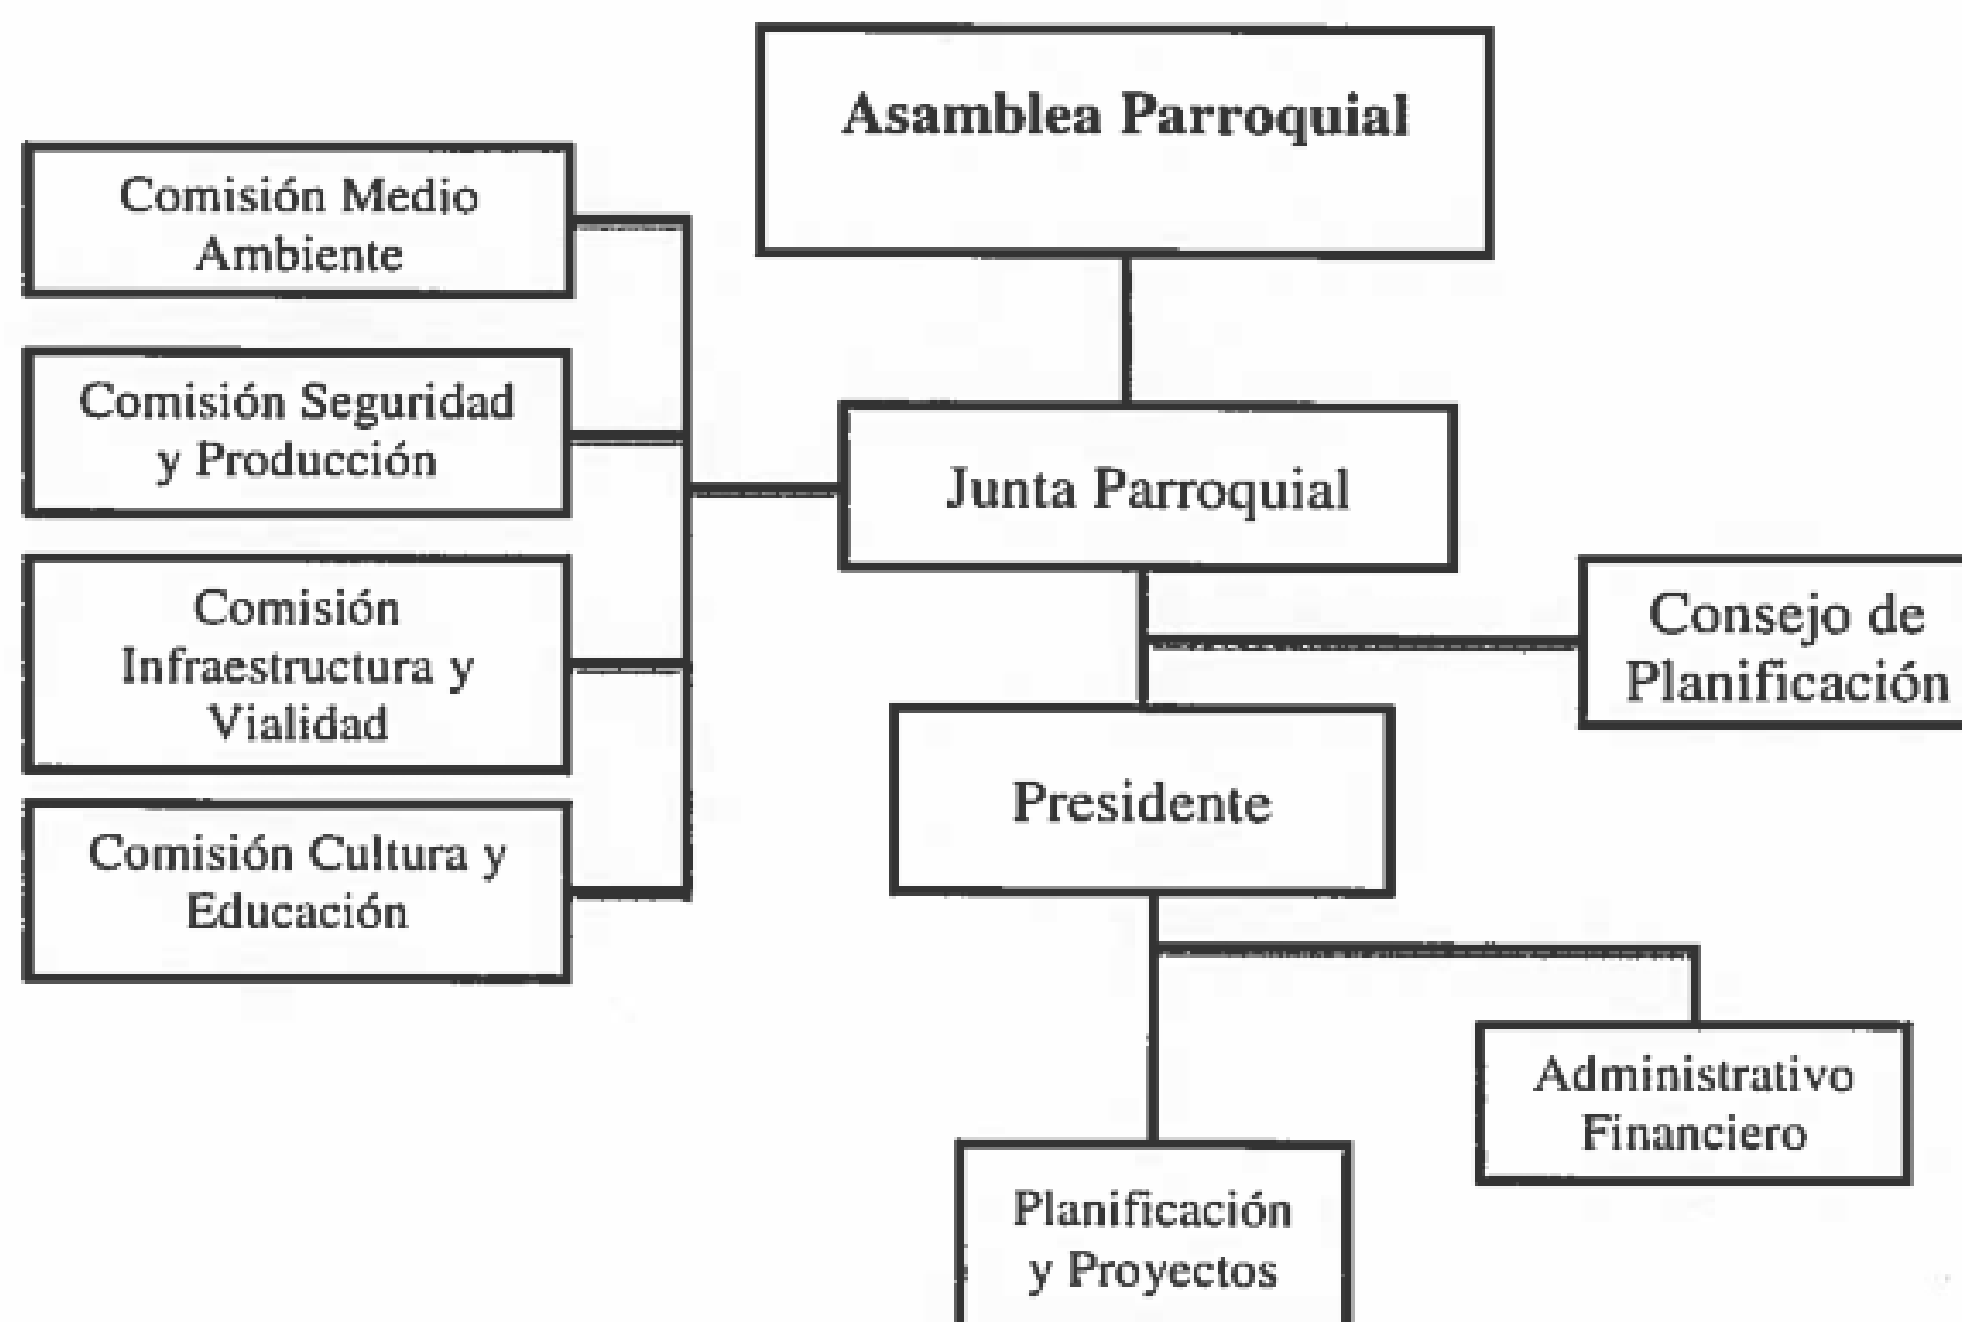 Asamblea Parroquial
Comisión Medio
Ambiente
Comisión Seguridad
y Producción
Junta Parroquial
Comisión
Infraestructura y
Vialidad
Consejo de
Planificación
Presidente
Comisión Cultura y
Educación
Administrativo
Financiero
Planificación
y Proyectos